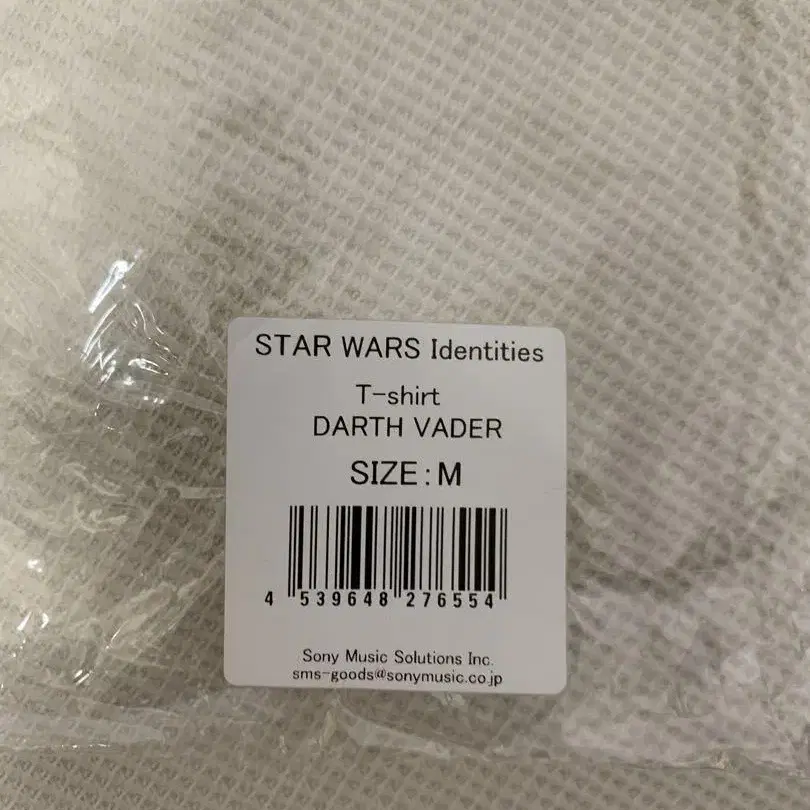 STAR WARS Identities
T-shirt
DARTH VADER
SIZE : M
4 539648 276554
Sony Music Solutions Inc.
sms-goods@sonymusic.co.jp